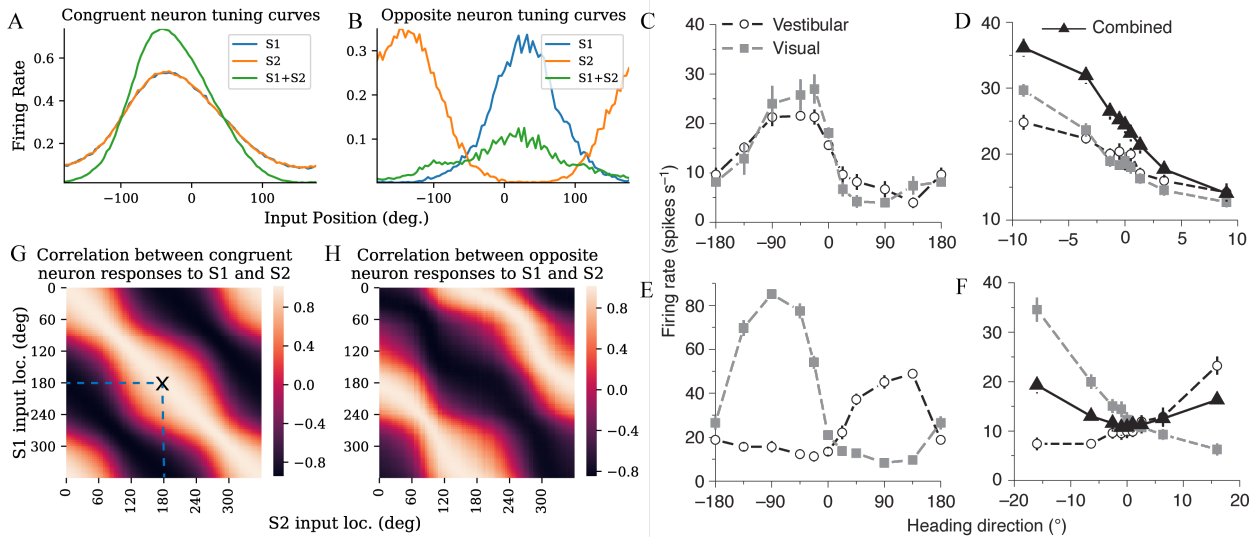 A
Congruent neuron tuning curves
Firing Rate
0.6
0.4
0.2
S1
S2
S1+S2
−100
0
100
B
Opposite neuron tuning curves
0.3
0.2
0.1
S1
S2
S1+S2
−100
0
100
Input Position (deg.)
C
Vestibular
Visual
40
30
20
10
0
−180
−90
0
90
180
D
Combined
40
30
20
10
−10
−5
0
5
10
G
Correlation between congruent
neuron responses to S1 and S2
S1 input loc. (deg)
0
60
120
180
240
300
X
0
60
120
180
240
300
0.8
0.4
0.0
−0.4
−0.8
H
Correlation between opposite
neuron responses to S1 and S2
0
60
120
180
240
300
0
60
120
180
240
300
0.8
0.4
0.0
−0.4
−0.8
S2 input loc. (deg)
Firing rate (spikes s⁻¹)
E
80
60
40
20
0
−180
−90
0
90
180
F
40
30
20
10
0
−20
−10
0
10
20
Heading direction (°)